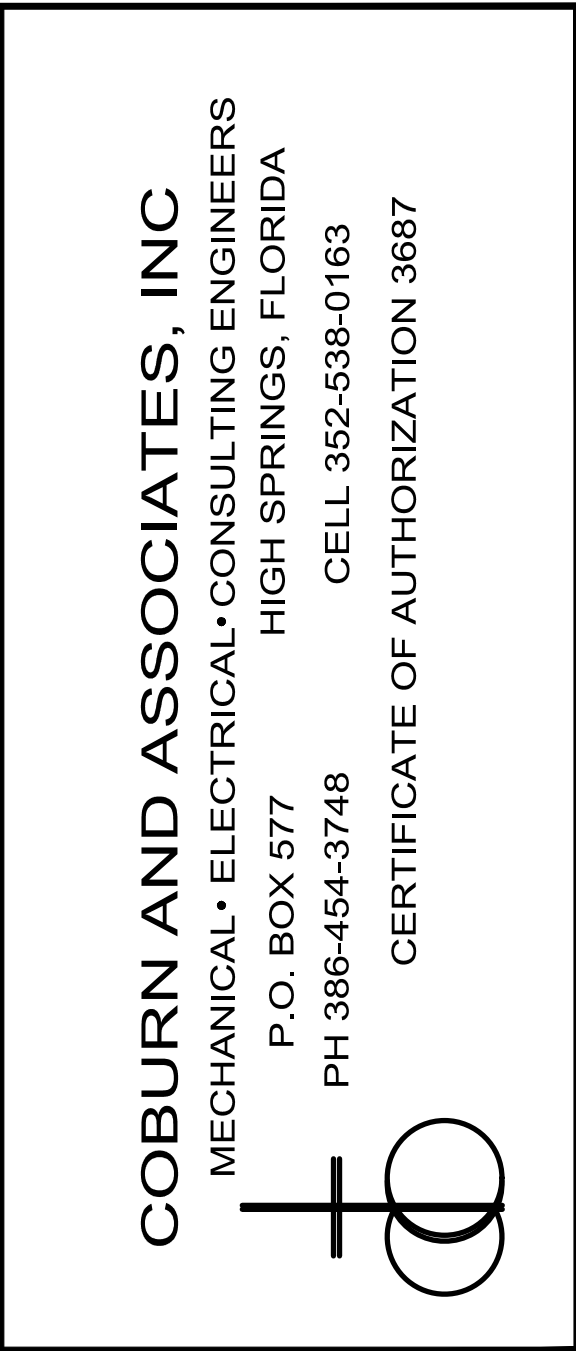 COBURN AND ASSOCIATES, INC
MECHANICAL• ELECTRICAL• CONSULTING ENGINEERS
P.O. BOX 577 HIGH SPRINGS, FLORIDA
PH 386-454-3748 CELL 352-538-0163
CERTIFICATE OF AUTHORIZATION 3687